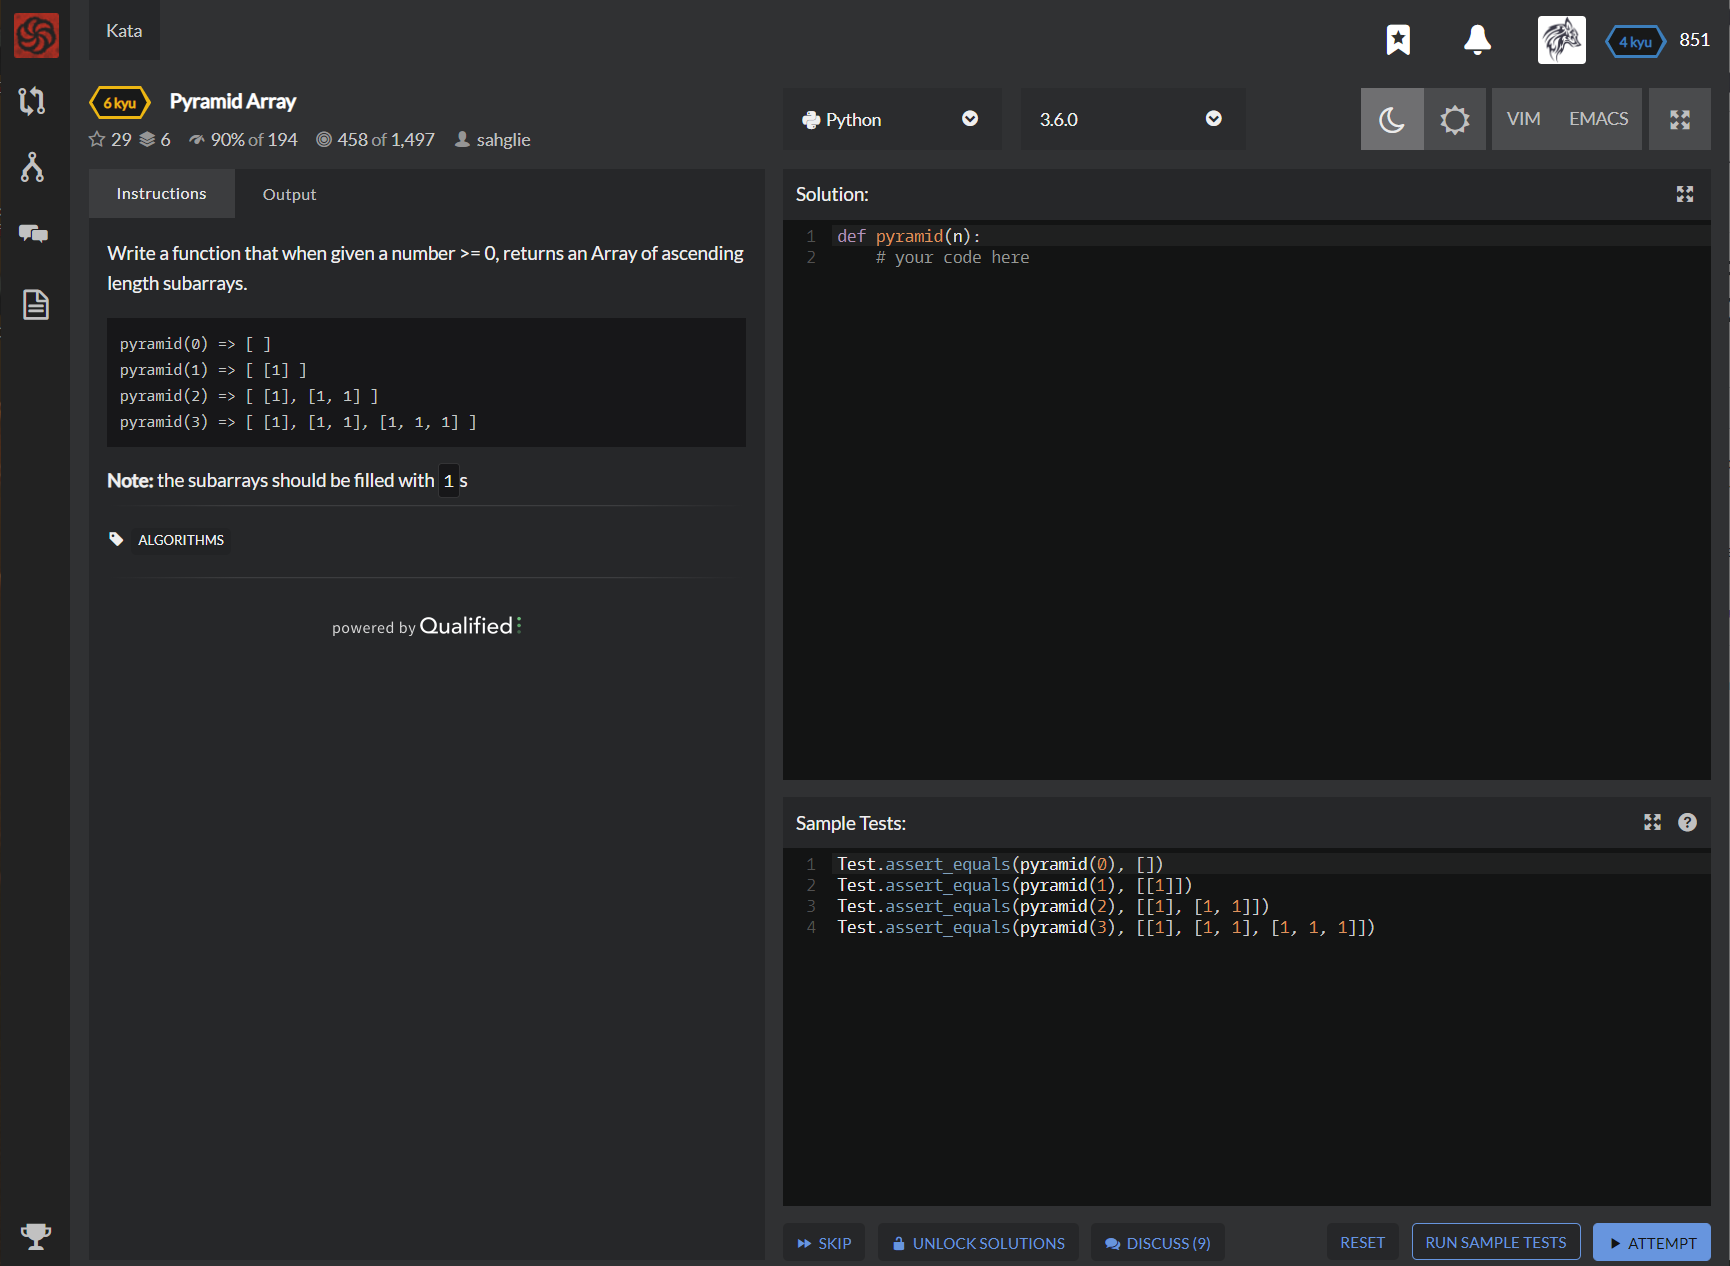 Kata
4 kyu 851
6 kyu Pyramid Array
29 6 90% of 194 458 of 1,497 sahglie
Python
3.6.0
VIM EMACS
Instructions Output
Write a function that when given a number >= 0, returns an Array of ascending
length subarrays.
pyramid(0) => [ ]
pyramid(1) => [ [1] ]
pyramid(2) => [ [1], [1, 1] ]
pyramid(3) => [ [1], [1, 1], [1, 1, 1] ]
Note: the subarrays should be filled with 1 s
ALGORITHMS
powered by Qualified
Solution:
1 def pyramid(n):
2     # your code here
Sample Tests:
1 Test.assert_equals(pyramid(0), [])
2 Test.assert_equals(pyramid(1), [[1]])
3 Test.assert_equals(pyramid(2), [[1], [1, 1]])
4 Test.assert_equals(pyramid(3), [[1], [1, 1], [1, 1, 1]])
SKIP UNLOCK SOLUTIONS DISCUSS (9) RESET RUN SAMPLE TESTS ATTEMPT